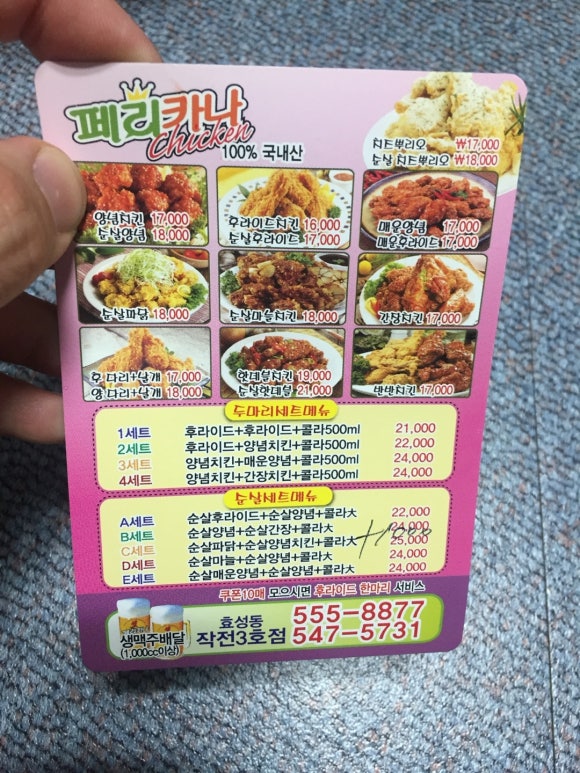 페리카나
Chicken
100% 국내산
치트뿌리오 ₩17,000
순살 치트뿌리오 ₩18,000
양념치킨 17,000
순살양념 18,000
후라이드치킨 16,000
순살후라이드 17,000
매운양념 17,000
매운후라이드 17,000
순살파닭 18,000
순살마늘치킨 18,000
간장치킨 17,000
후 다리+날개 17,000
양 다리+날개 18,000
핫데블치킨 19,000
순살핫데블 21,000
반반치킨 17,000
두마리세트메뉴
1세트 후라이드+후라이드+콜라500ml 21,000
2세트 후라이드+양념치킨+콜라500ml 22,000
3세트 양념치킨+매운양념+콜라500ml 24,000
4세트 양념치킨+간장치킨+콜라500ml 24,000
순살세트메뉴
A세트 순살후라이드+순살양념+콜라大 22,000
B세트 순살양념+순살간장+콜라大
C세트 순살파닭+순살양념치킨+콜라大 25,000
D세트 순살마늘+순살양념+콜라大 24,000
E세트 순살매운양념+순살양념+콜라大 24,000
쿠폰10매 모으시면 후라이드 한마리 서비스
생맥주배달
(1,000cc이상)
효성동
작전3호점
555-8877
547-5731